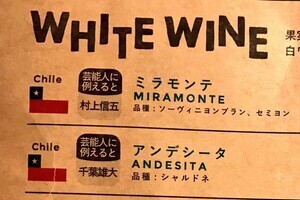 WHITE WINE
果実
白ワ
Chile
芸能人に
例えると
村上信五
ミラモンテ
MIRAMONTE
品種：ソーヴィニヨンブラン、セミヨン
Chile
芸能人に
例えると
千葉雄大
アンデシータ
ANDESITA
品種：シャルドネ